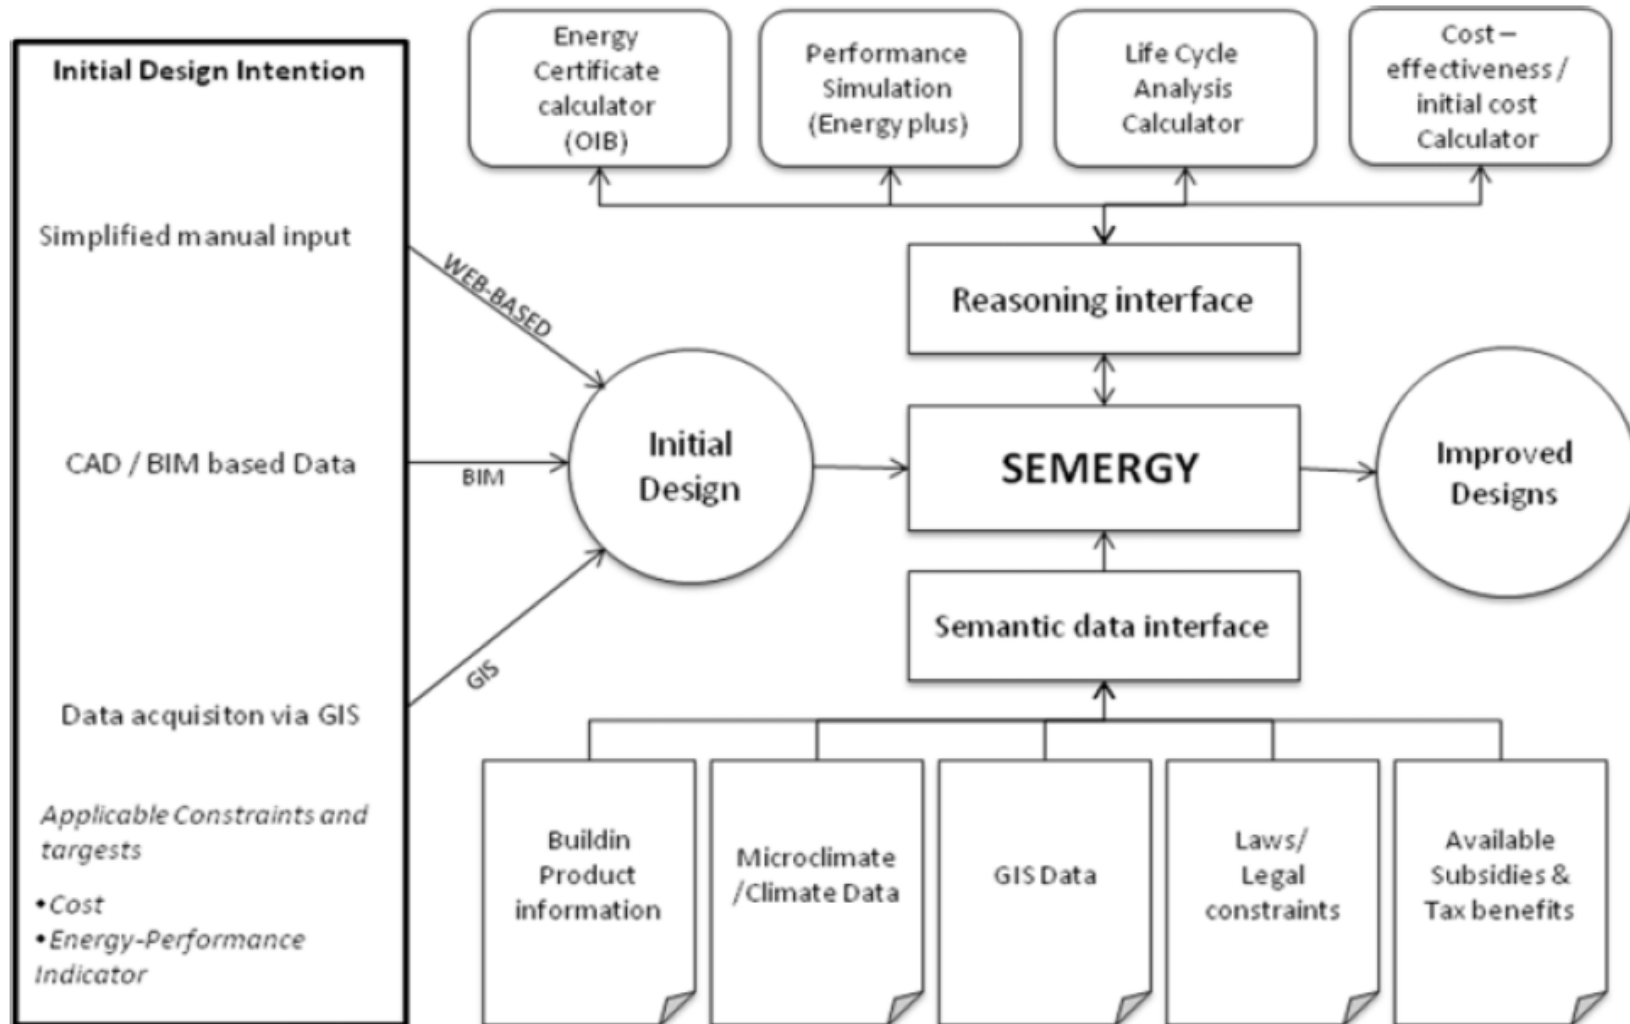 Initial Design Intention
Simplified manual input
CAD / BIM based Data
Data acquisiton via GIS
Applicable Constraints and
targests
•Cost
•Energy-Performance
Indicator
WEB-BASED
BIM
GIS
Initial
Design
Energy
Certificate
calculator
(OIB)
Performance
Simulation
(Energy plus)
Life Cycle
Analysis
Calculator
Cost –
effectiveness /
initial cost
Calculator
Reasoning interface
SEMERGY
Semantic data interface
Improved
Designs
Buildin
Product
information
Microclimate
/Climate Data
GIS Data
Laws/
Legal
constraints
Available
Subsidies &
Tax benefits